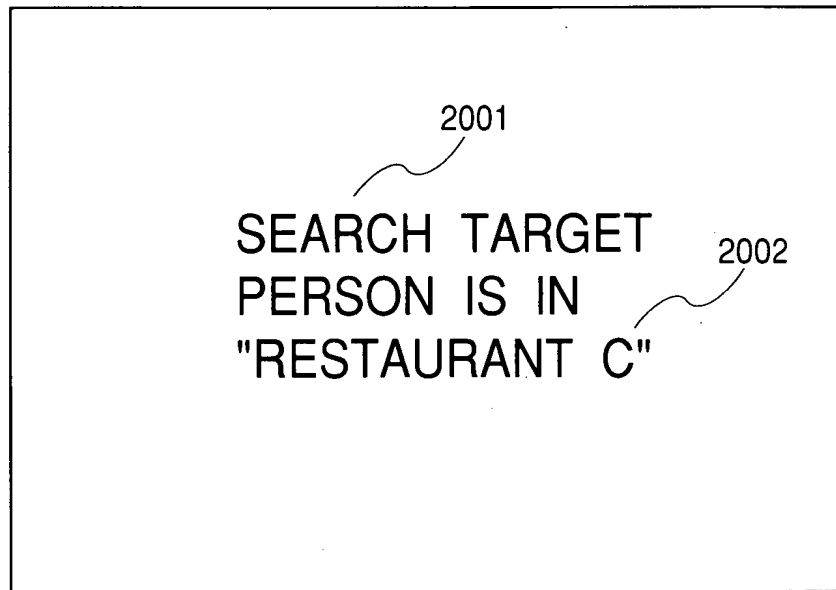 2001
SEARCH TARGET
2002
PERSON IS IN
"RESTAURANT C"